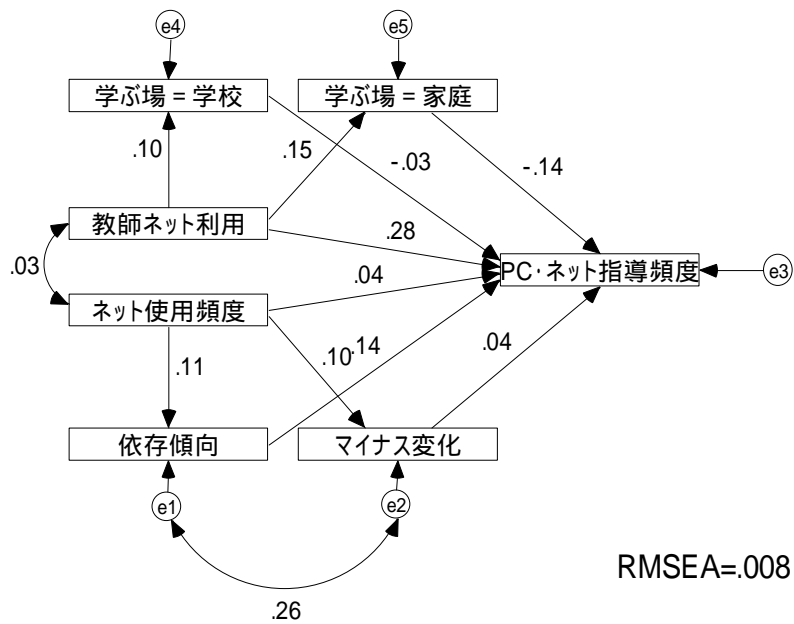 e4
e5
学ぶ場 = 学校
学ぶ場 = 家庭
.10
.15
-.03
-.14
教師ネット利用
.28
.03
.04
PC･ネット指導頻度
e3
ネット使用頻度
.11
.10
.14
.04
依存傾向
マイナス変化
e1
e2
.26
RMSEA=.008